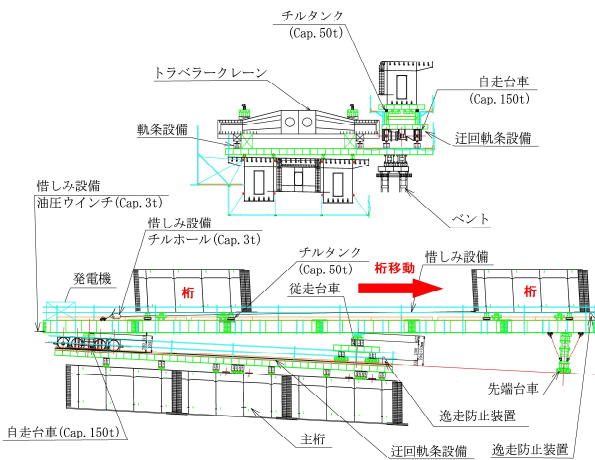 チルタンク
(Cap.50t)
トラベラークレーン
自走台車
(Cap.150t)
軌条設備
迂回軌条設備
ベント
惜しみ設備
油圧ウインチ(Cap.3t)
惜しみ設備
チルホール(Cap.3t)
チルタンク
(Cap.50t)
桁移動
惜しみ設備
発電機
従走台車
桁
桁
先端台車
逸走防止装置
自走台車(Cap.150t)
主桁
迂回軌条設備
逸走防止装置